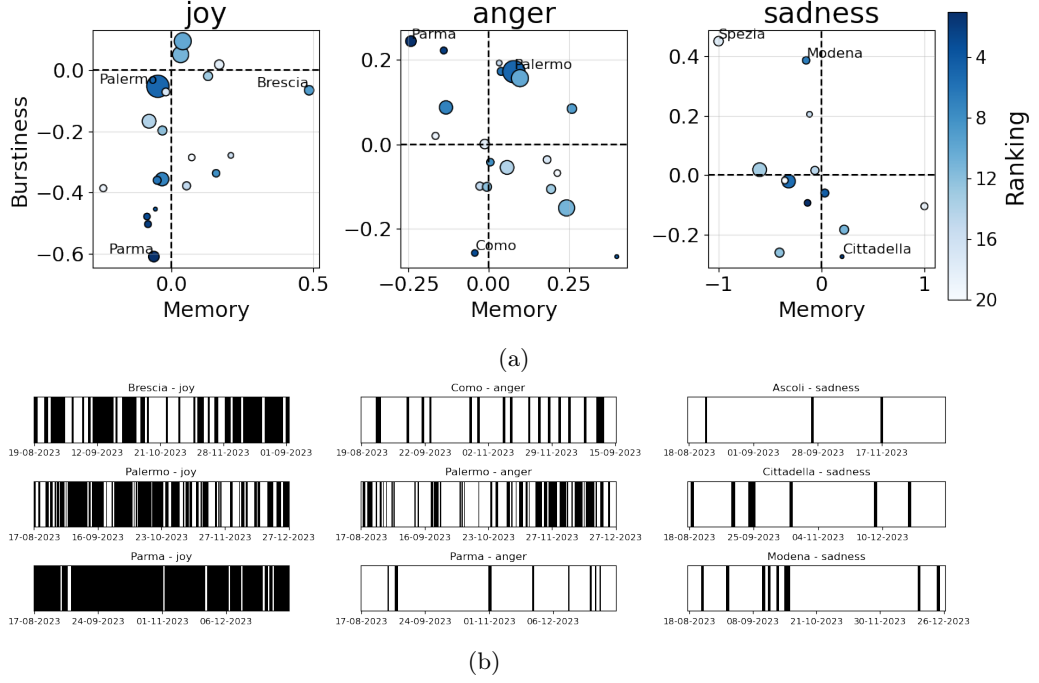 joy anger sadness
Parma Spezia
0.4 4
0.2 Modena
0.0 Palermo Brescia Palermo
Burstiness −0.2 0.0 0.2 8 Ranking
−0.4 0.0 12
−0.2 16
−0.6 Parma Como −0.2 Cittadella
0.0 0.5 −0.25 0.00 0.25 −1 0 1 20
Memory Memory Memory
(a)
Brescia - joy Como - anger Ascoli - sadness
19-08-2023 12-09-2023 21-10-2023 28-11-2023 01-09-2023 19-08-2023 22-09-2023 02-11-2023 29-11-2023 15-09-2023 18-08-2023 01-09-2023 28-09-2023 17-11-2023
Palermo - joy Palermo - anger Cittadella - sadness
17-08-2023 16-09-2023 23-10-2023 27-11-2023 27-12-2023 17-08-2023 16-09-2023 23-10-2023 27-11-2023 27-12-2023 18-08-2023 25-09-2023 04-11-2023 10-12-2023
Parma - joy Parma - anger Modena - sadness
17-08-2023 24-09-2023 01-11-2023 06-12-2023 17-08-2023 24-09-2023 01-11-2023 06-12-2023 18-08-2023 08-09-2023 21-10-2023 30-11-2023 26-12-2023
(b)